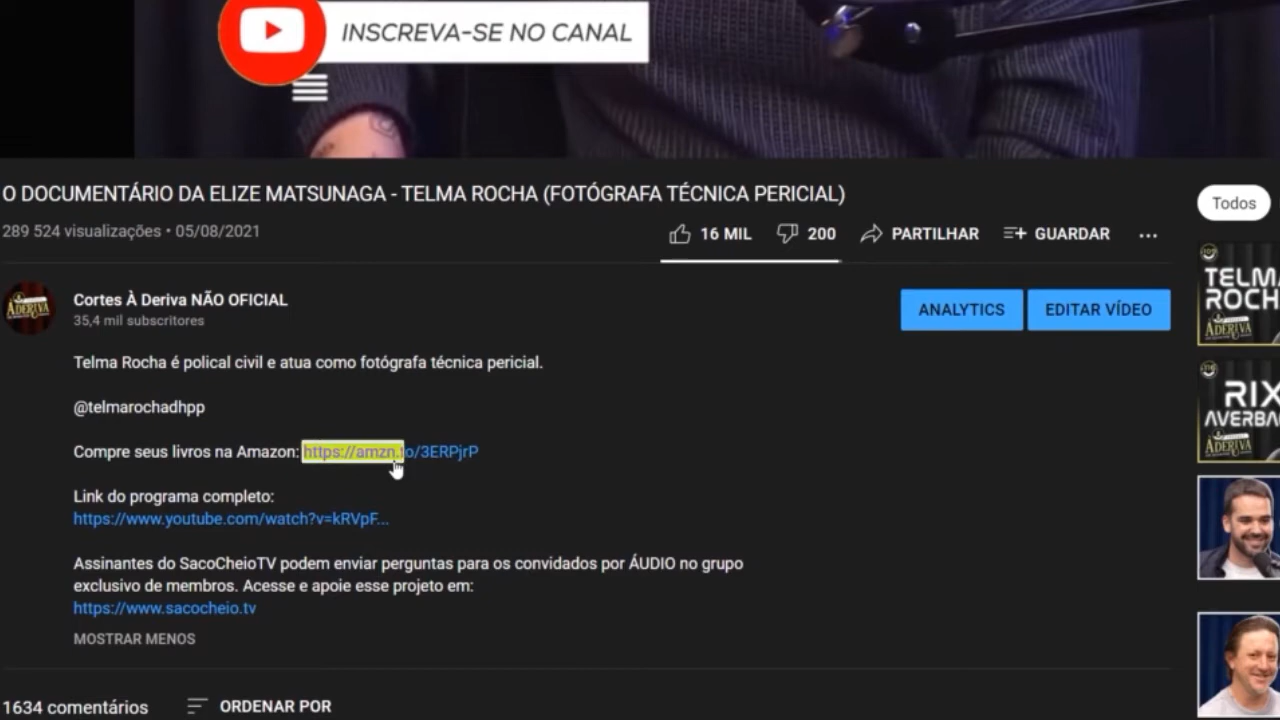 INSCREVA-SE NO CANAL
O DOCUMENTÁRIO DA ELIZE MATSUNAGA - TELMA ROCHA (FOTÓGRAFA TÉCNICA PERICIAL)
289 524 visualizações • 05/08/2021
16 MIL 200 PARTILHAR GUARDAR ...
Todos
Cortes À Deriva NÃO OFICIAL
35,4 mil subscritores
ANALYTICS EDITAR VÍDEO
Telma Rocha é polical civil e atua como fotógrafa técnica pericial.
@telmarochadhpp
Compre seus livros na Amazon: https://amzn.to/3ERPjrP
Link do programa completo:
https://www.youtube.com/watch?v=kRVpF...
Assinantes do SacoCheioTV podem enviar perguntas para os convidados por ÁUDIO no grupo
exclusivo de membros. Acesse e apoie esse projeto em:
https://www.sacocheio.tv
MOSTRAR MENOS
1634 comentários ORDENAR POR
TELMA
ROCH
ADERIVA
RIX
AVERBA
ADERIVA